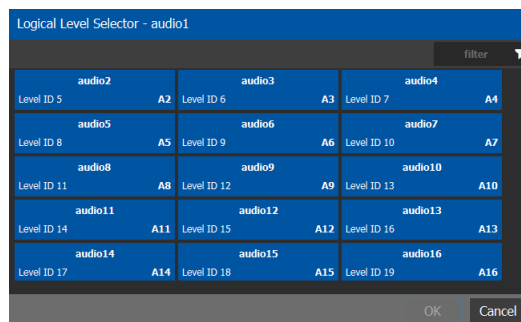 Logical Level Selector - audio1
filter
audio2 audio3 audio4
Level ID 5 A2 Level ID 6 A3 Level ID 7 A4
audio5 audio6 audio7
Level ID 8 A5 Level ID 9 A6 Level ID 10 A7
audio8 audio9 audio10
Level ID 11 A8 Level ID 12 A9 Level ID 13 A10
audio11 audio12 audio13
Level ID 14 A11 Level ID 15 A12 Level ID 16 A13
audio14 audio15 audio16
Level ID 17 A14 Level ID 18 A15 Level ID 19 A16
OK Cancel